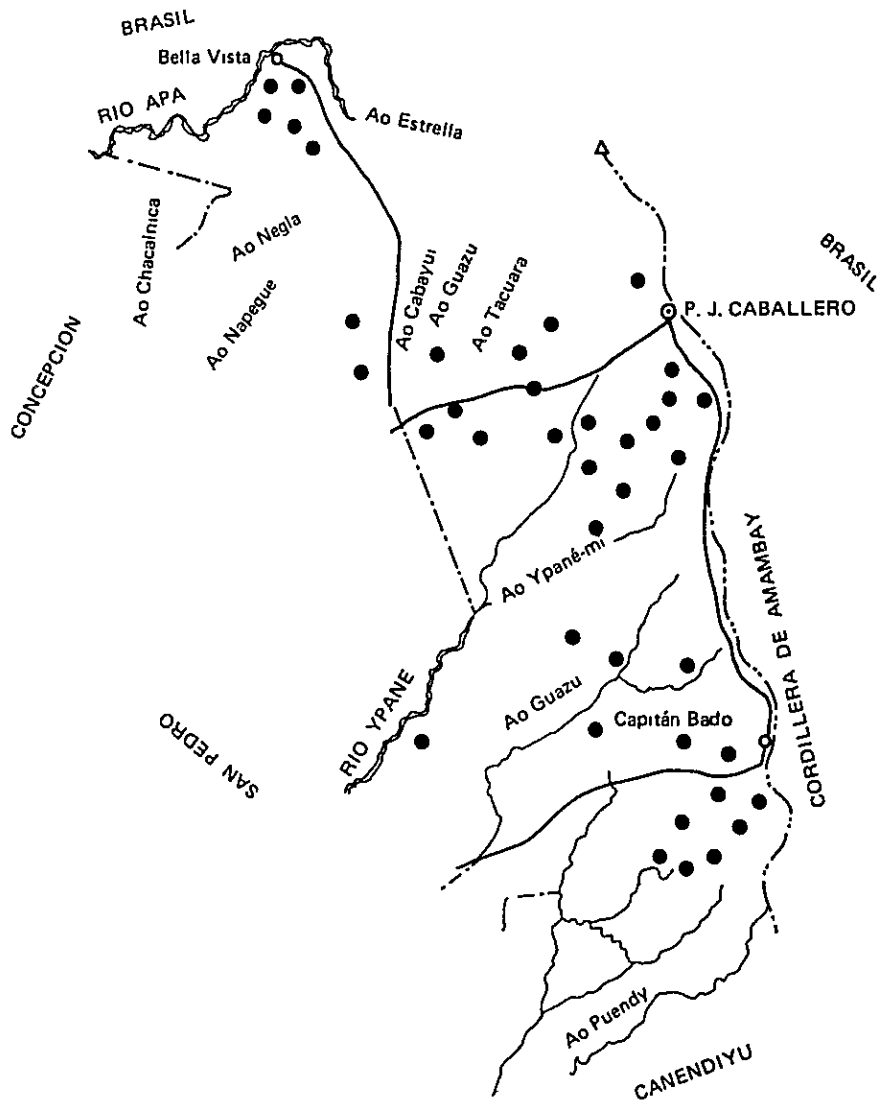 BRASIL
Bella Vista
RIO APA
Ao Estrella
Ao Chacalnica
Ao Negla
Ao Napegue
Ao Cabayui
Ao Guazu
Ao Tacuara
BRASIL
P. J. CABALLERO
CONCEPCION
Ao Ypané-mi
CORDILLERA DE AMAMBAY
Ao Guazu
Capitán Bado
RIO YPANE
SAN PEDRO
Ao Puendy
CANENDIYU